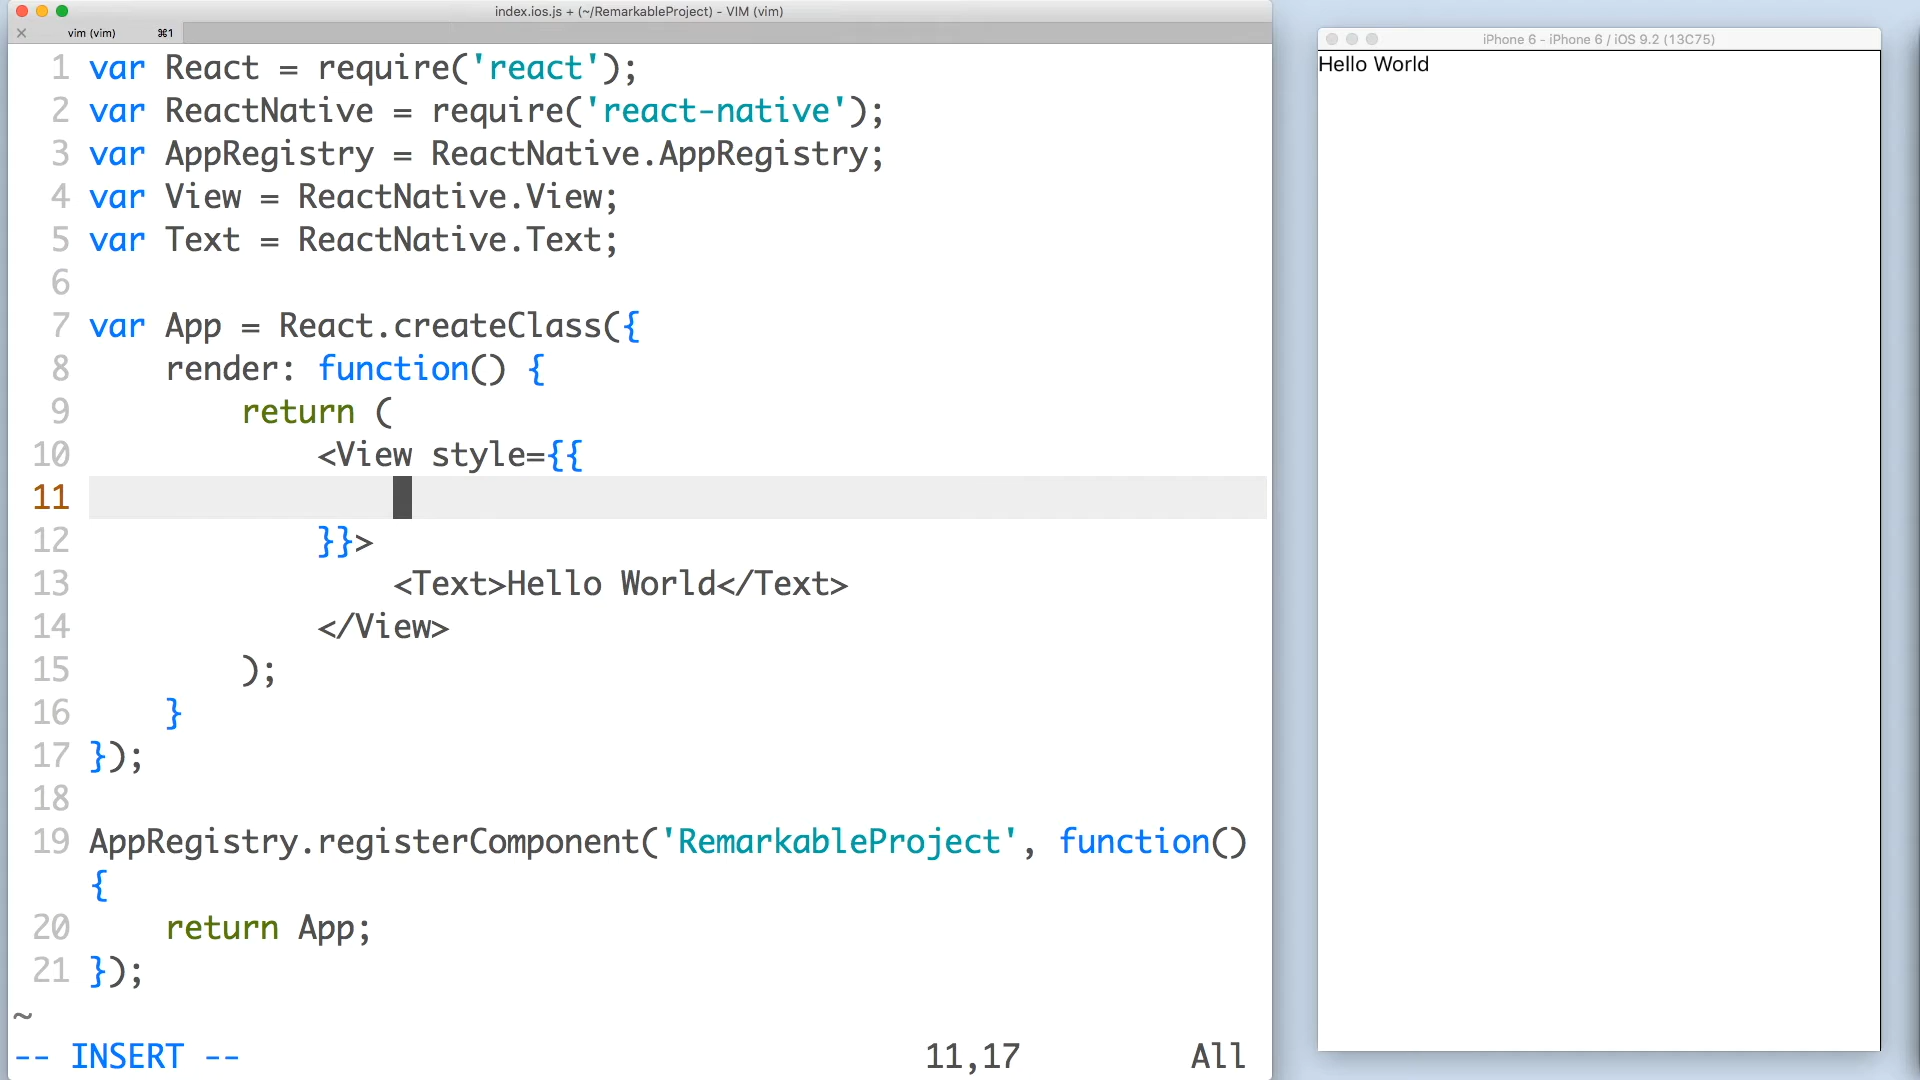 index.ios.js + (~/RemarkableProject) - VIM (vim)
vim (vim) ⌘1
1 var React = require('react');
2 var ReactNative = require('react-native');
3 var AppRegistry = ReactNative.AppRegistry;
4 var View = ReactNative.View;
5 var Text = ReactNative.Text;
6
7 var App = React.createClass({
8     render: function() {
9         return (
10             <View style={{
11
12             }}>
13                 <Text>Hello World</Text>
14             </View>
15         );
16     }
17 });
18
19 AppRegistry.registerComponent('RemarkableProject', function()
{
20     return App;
21 });
~
-- INSERT -- 11,17 All
iPhone 6 - iPhone 6 / iOS 9.2 (13C75)
Hello World